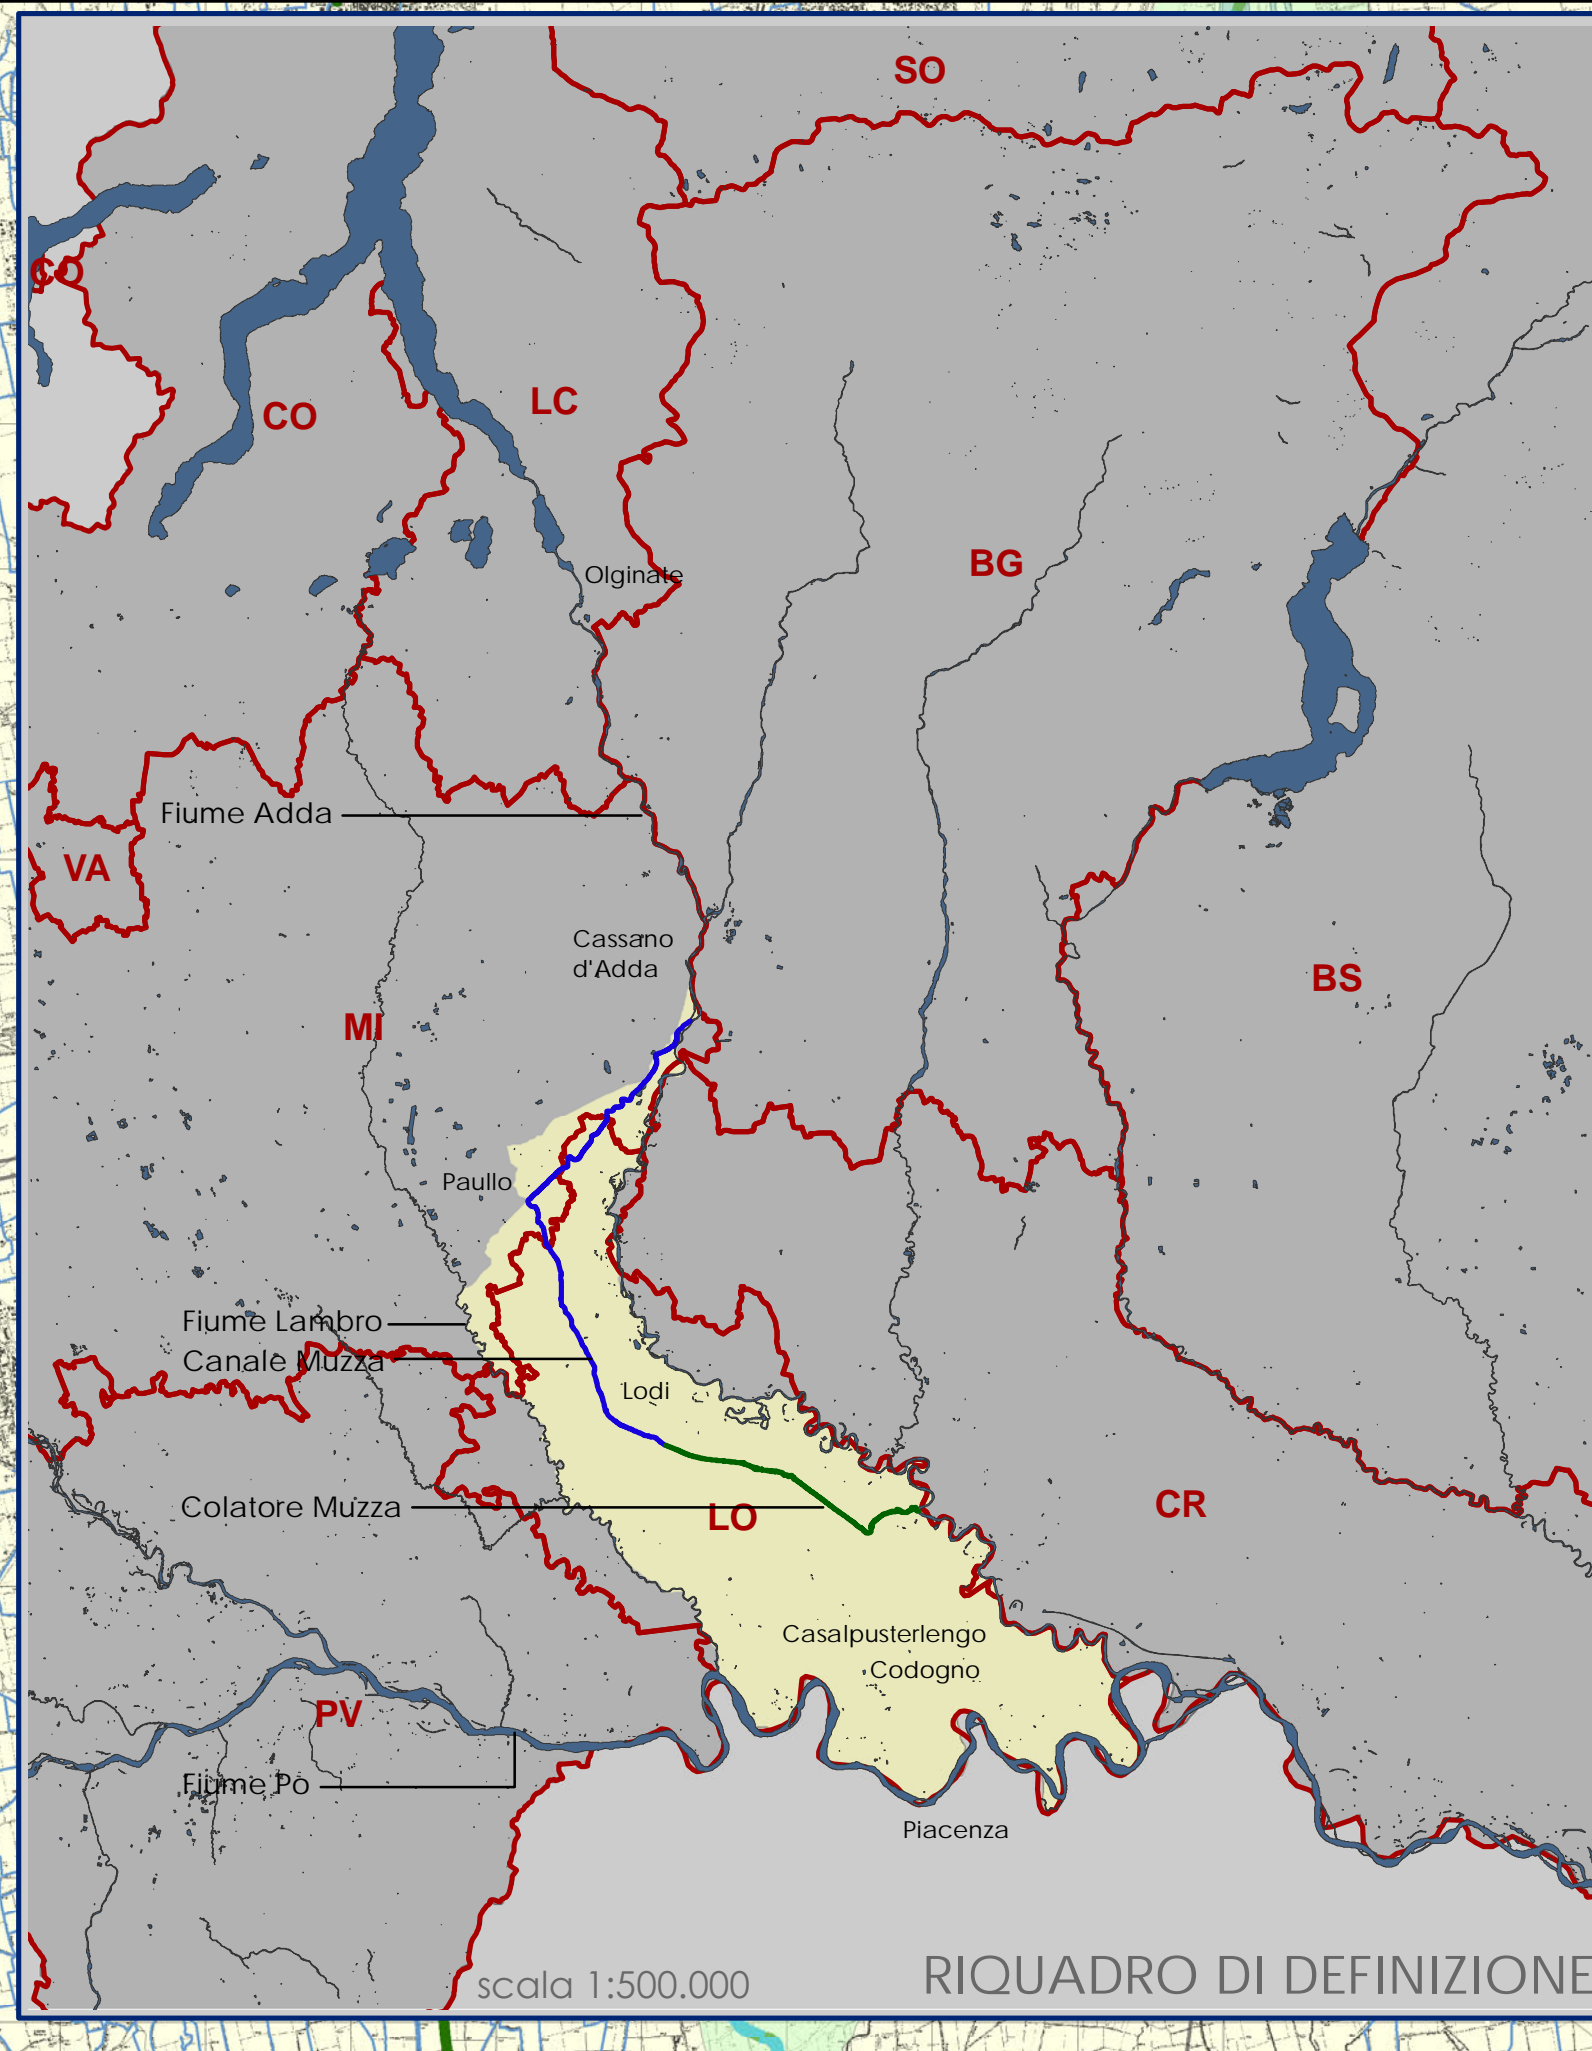 SO
CO
CO
LC
Olginate
BG
Fiume Adda
VA
Cassano
d'Adda
BS
MI
Paullo
Fiume Lambro
Canale Muzza
Lodi
Colatore Muzza
LO
CR
Casalpusterlengo
Codogno
PV
Fiume Po
Piacenza
scala 1:500.000
RIQUADRO DI DEFINIZIONE